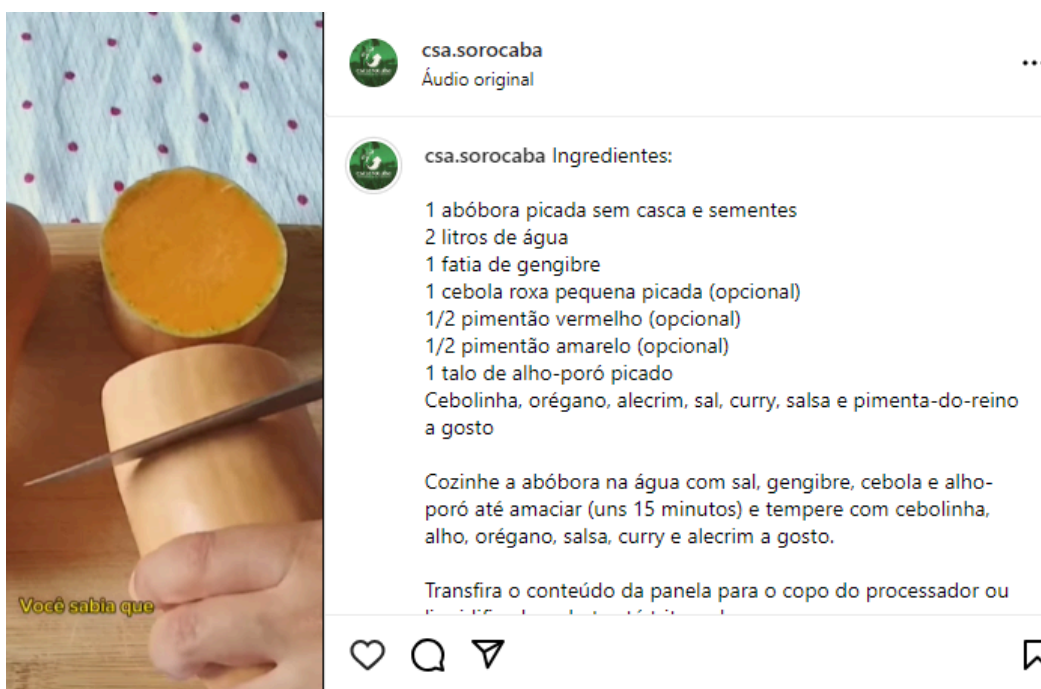 csa.sorocaba
Áudio original
csa.sorocaba Ingredientes:
1 abóbora picada sem casca e sementes
2 litros de água
1 fatia de gengibre
1 cebola roxa pequena picada (opcional)
1/2 pimentão vermelho (opcional)
1/2 pimentão amarelo (opcional)
1 talo de alho-poró picado
Cebolinha, orégano, alecrim, sal, curry, salsa e pimenta-do-reino
a gosto
Cozinhe a abóbora na água com sal, gengibre, cebola e alho-
poró até amaciar (uns 15 minutos) e tempere com cebolinha,
alho, orégano, salsa, curry e alecrim a gosto.
Transfira o conteúdo da panela para o copo do processador ou
Você sabia que